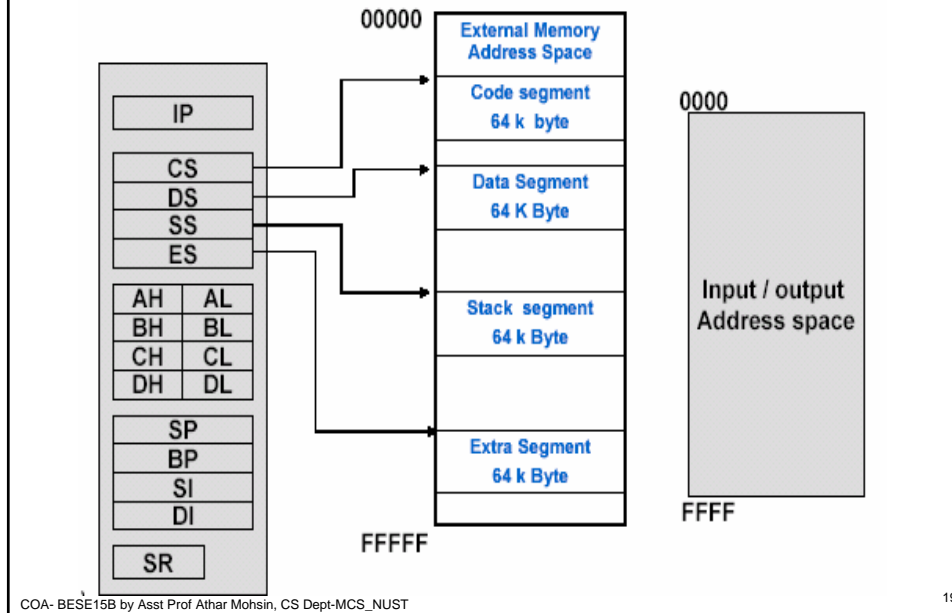 IP
CS
DS
SS
ES
AH AL
BH BL
CH CL
DH DL
SP
BP
SI
DI
SR
00000
External Memory
Address Space
Code segment
64 k byte
Data Segment
64 K Byte
Stack segment
64 k Byte
Extra Segment
64 k Byte
FFFFF
0000
Input / output
Address space
FFFF
COA- BESE15B by Asst Prof Athar Mohsin, CS Dept-MCS_NUST